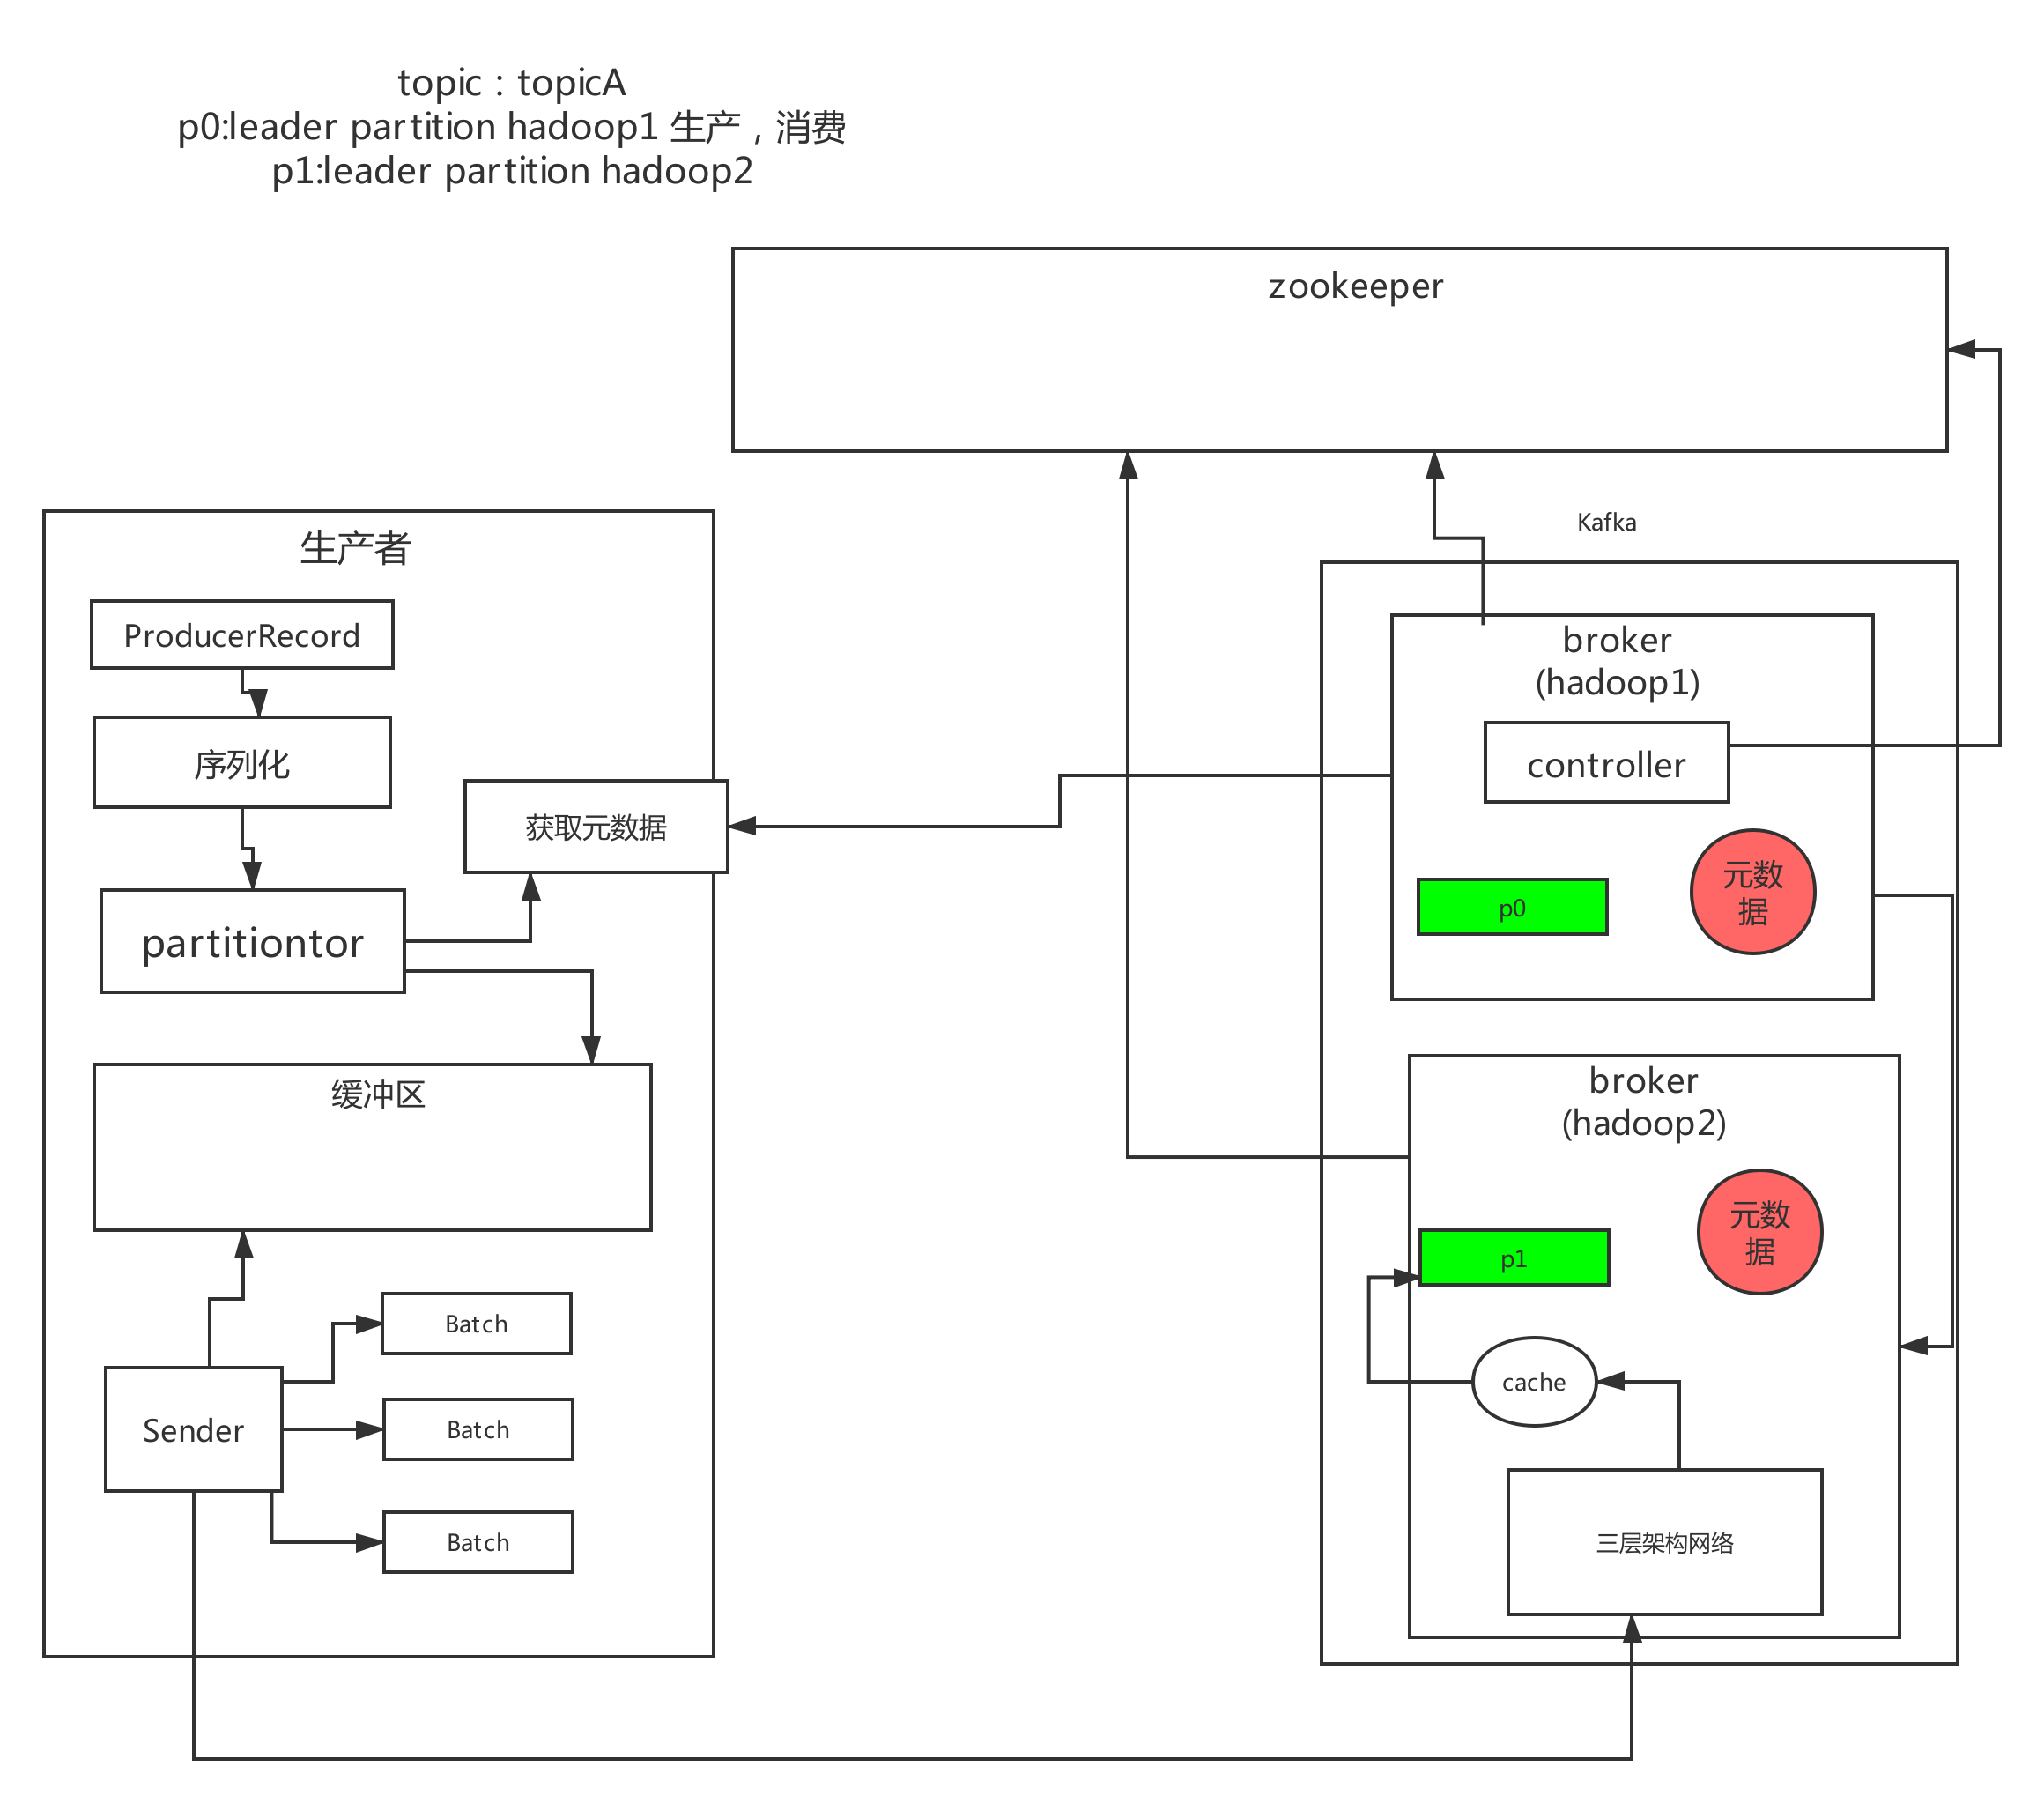 topic：topicA
p0:leader partition hadoop1 生产，消费
p1:leader partition hadoop2
zookeeper
Kafka
生产者
ProducerRecord
序列化
获取元数据
partitiontor
缓冲区
Batch
Sender
Batch
Batch
broker
(hadoop1)
controller
元数
据
p0
broker
(hadoop2)
元数
据
p1
cache
三层架构网络